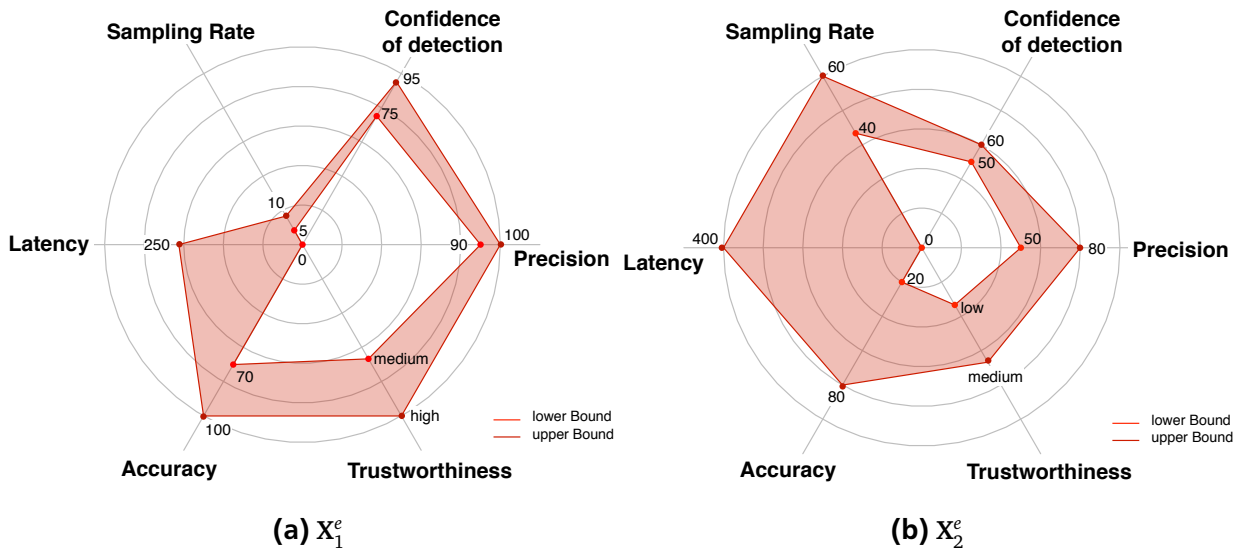 Sampling Rate
Confidence
of detection
95
75
10
5
0
250
Latency
90
100
Precision
medium
70
high
100
lower Bound
upper Bound
Accuracy
Trustworthiness
(a) X₁ᵉ
Sampling Rate
Confidence
of detection
60
40
60
50
0
50
400
Latency
80
Precision
20
low
medium
80
lower Bound
upper Bound
Accuracy
Trustworthiness
(b) X₂ᵉ